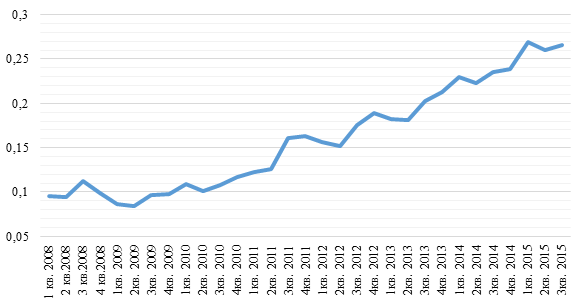 0,3
0,25
0,2
0,15
0,1
0,05
1 кв. 2008
2 кв.2008
3 кв.2008
4 кв.2008
1кв. 2009
2кв. 2009
3кв. 2009
4кв. 2009
1кв. 2010
2кв. 2010
3кв. 2010
4кв. 2010
1кв. 2011
2кв. 2011
3кв. 2011
4кв. 2011
1кв. 2012
2кв. 2012
3кв. 2012
4кв. 2012
1кв. 2013
2кв. 2013
3кв. 2013
4кв. 2013
1кв. 2014
2кв. 2014
3кв. 2014
4кв. 2014
1кв. 2015
2кв. 2015
3кв. 2015